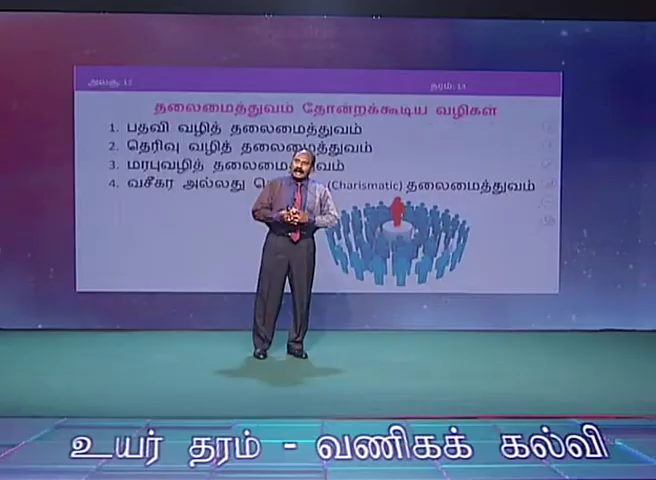 அலகு: 12 தரம்: 13
தலைமைத்துவம் தோன்றக்கூடிய வழிகள்
1. பதவி வழித் தலைமைத்துவம்
2. தெரிவு வழித் தலைமைத்துவம்
3. மரபுவழித் தலைமைத்துவம்
4. வசீகர அல்லது (Charismatic) தலைமைத்துவம்
உயர் தரம் - வணிகக் கல்வி